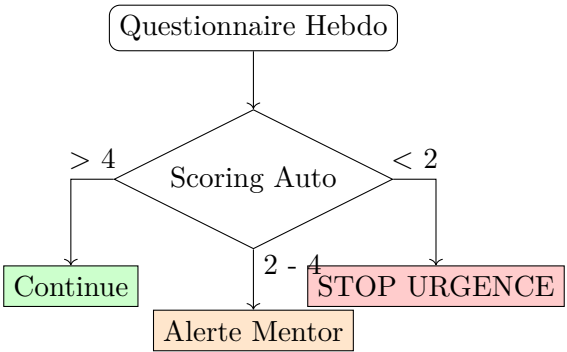 Questionnaire Hebdo
Scoring Auto
> 4
< 2
2 - 4
Continue
STOP URGENCE
Alerte Mentor